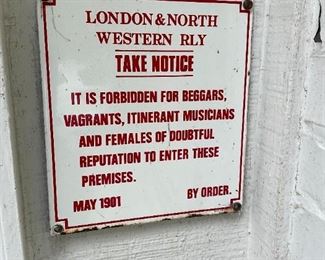 LONDON & NORTH
WESTERN RLY
TAKE NOTICE
IT IS FORBIDDEN FOR BEGGARS,
VAGRANTS, ITINERANT MUSICIANS
AND FEMALES OF DOUBTFUL
REPUTATION TO ENTER THESE
PREMISES.
MAY 1901 BY ORDER.